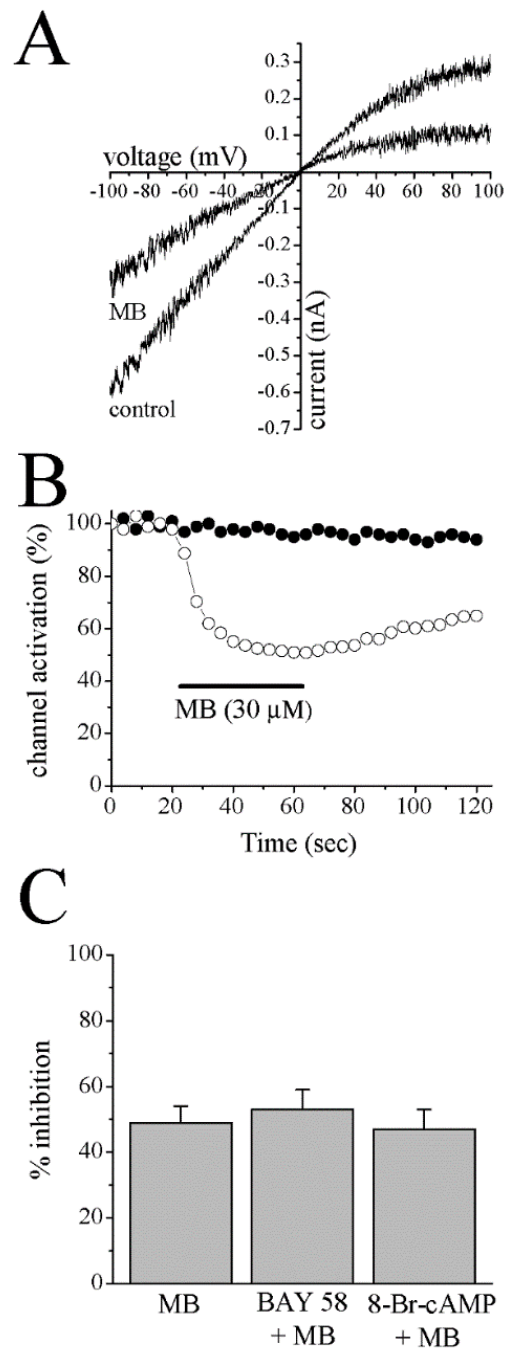 A
0.3
0.2
0.1
voltage (mV)
-100 -80 -60 -40 -20 20 40 60 80 100
-0.1
-0.2
-0.3
MB
-0.4
-0.5
-0.6
control
-0.7
current (nA)
B
100
80
60
40
20
0
channel activation (%)
MB (30 µM)
0 20 40 60 80 100 120
Time (sec)
C
100
80
60
40
20
0
% inhibition
MB BAY 58 8-Br-cAMP
+ MB + MB